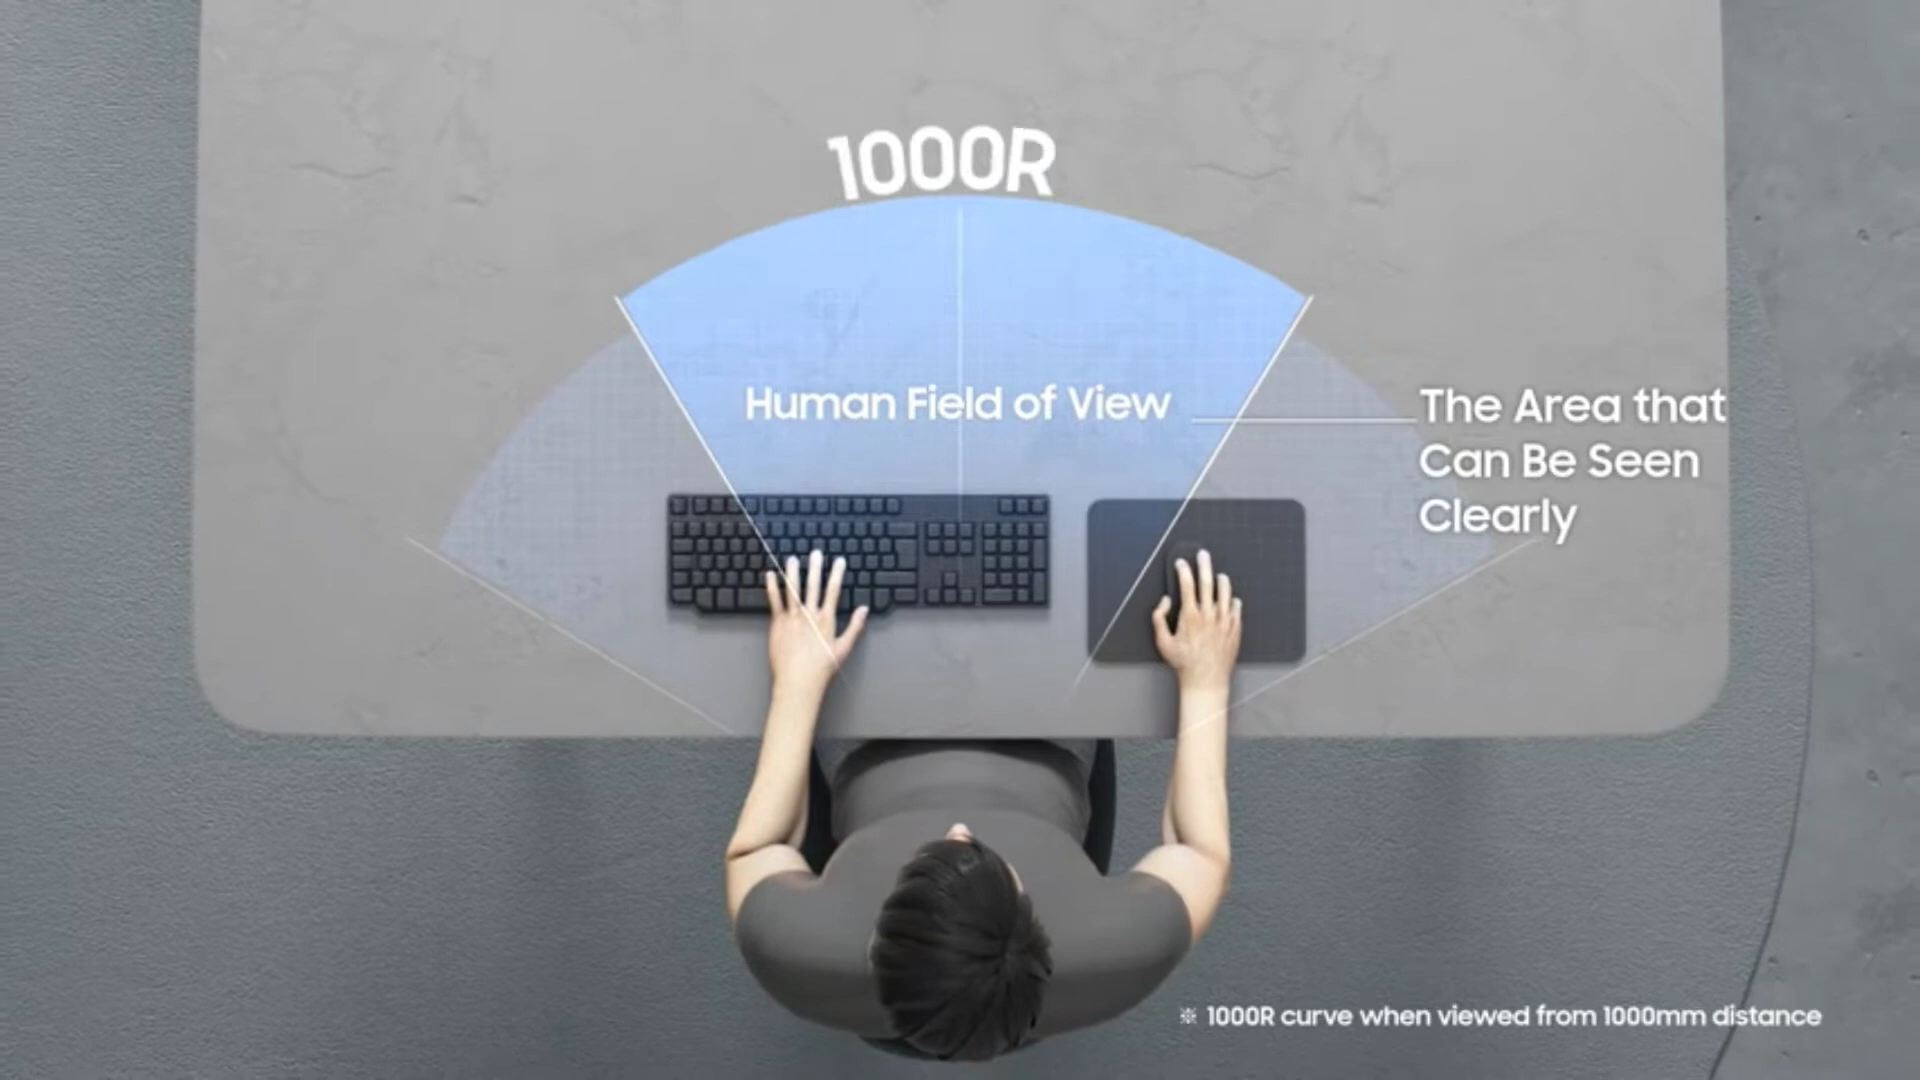 1000R
Human Field of View
The Area that
Can Be Seen
Clearly
※ 1000R curve when viewed from 1000mm distance